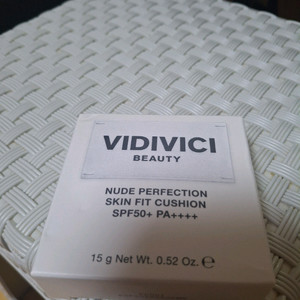 VIDIVICI
BEAUTY
NUDE PERFECTION
SKIN FIT CUSHION
SPF50+ PA++++
15 g Net Wt. 0.52 Oz. ℮